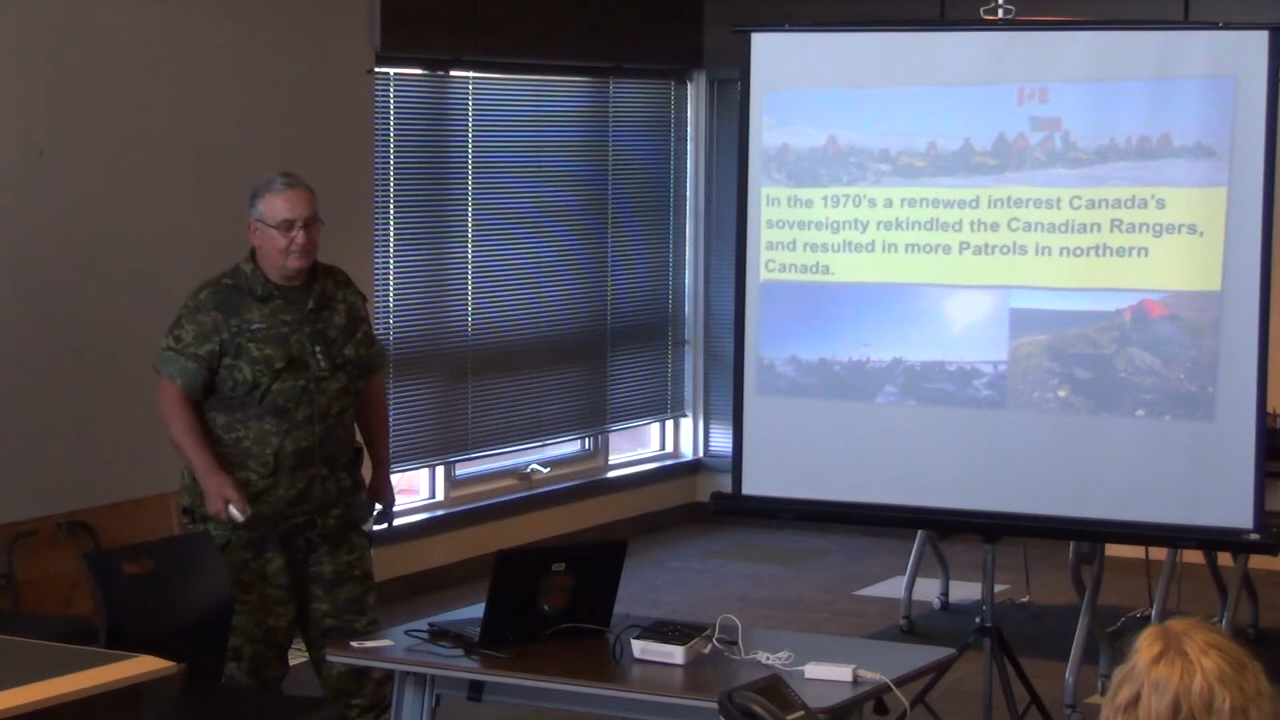 In the 1970's a renewed interest Canada's
sovereignty rekindled the Canadian Rangers,
and resulted in more Patrols in northern
Canada.